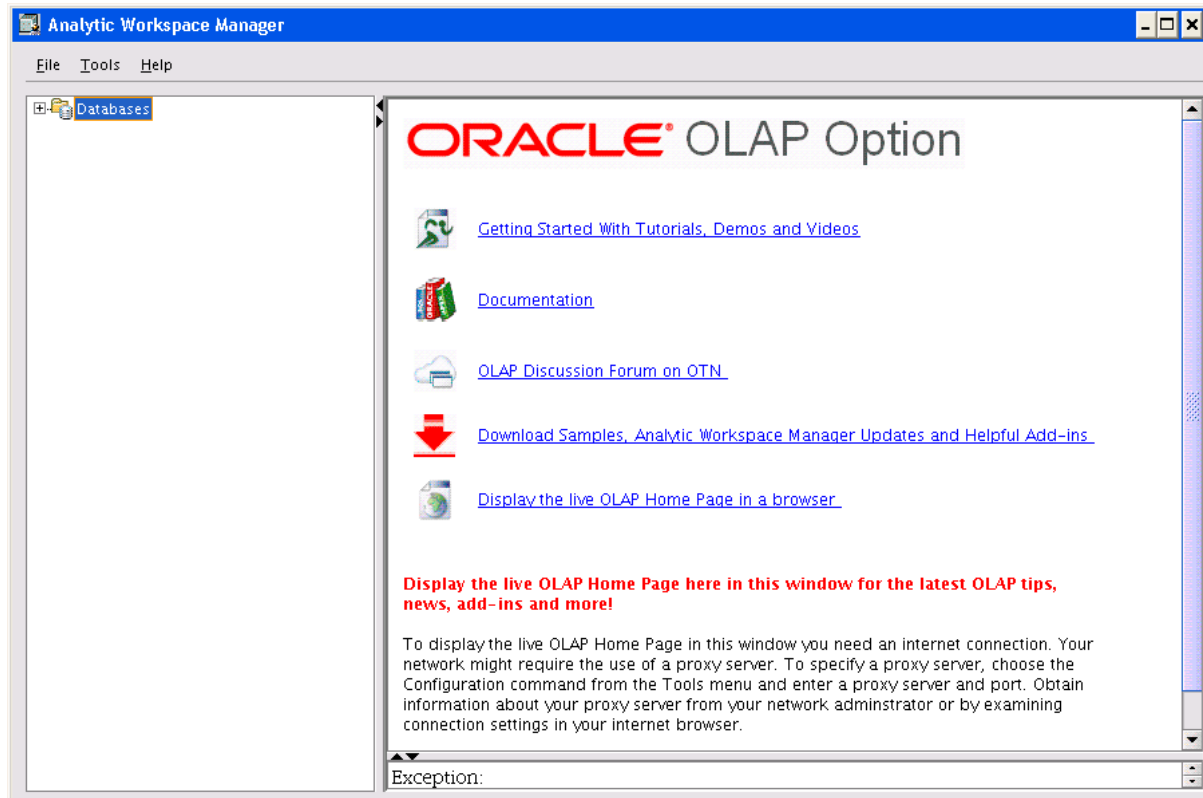 Analytic Workspace Manager
File Tools Help
Databases
ORACLE® OLAP Option
Getting Started With Tutorials, Demos and Videos
Documentation
OLAP Discussion Forum on OTN
Download Samples, Analytic Workspace Manager Updates and Helpful Add-ins
Display the live OLAP Home Page in a browser
Display the live OLAP Home Page here in this window for the latest OLAP tips,
news, add-ins and more!
To display the live OLAP Home Page in this window you need an internet connection. Your
network might require the use of a proxy server. To specify a proxy server, choose the
Configuration command from the Tools menu and enter a proxy server and port. Obtain
information about your proxy server from your network adminstrator or by examining
connection settings in your internet browser.
Exception: